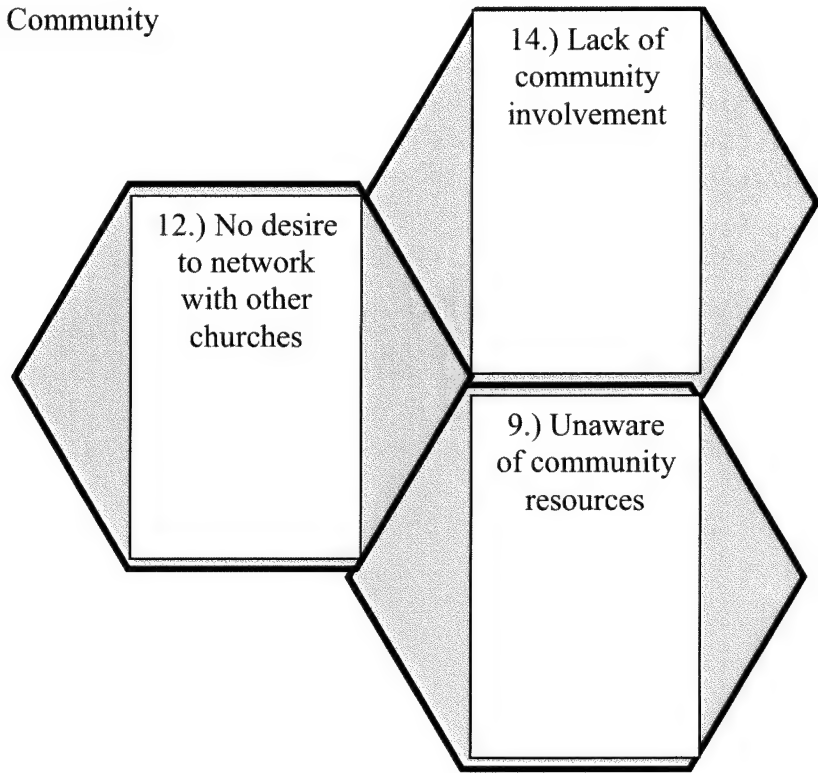 Community
14.) Lack of
community
involvement
12.) No desire
to network
with other
churches
9.) Unaware
of community
resources